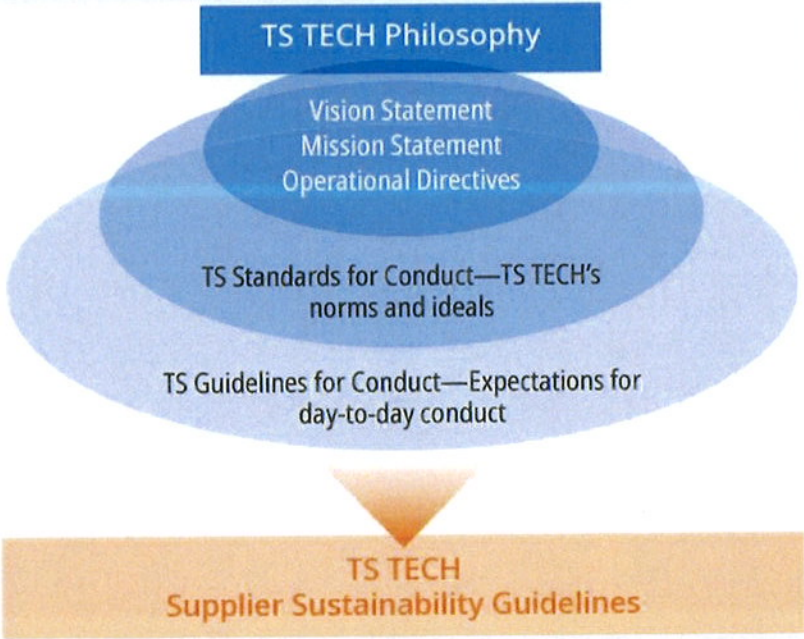 TS TECH Philosophy
Vision Statement
Mission Statement
Operational Directives
TS Standards for Conduct—TS TECH's
norms and ideals
TS Guidelines for Conduct—Expectations for
day-to-day conduct
TS TECH
Supplier Sustainability Guidelines